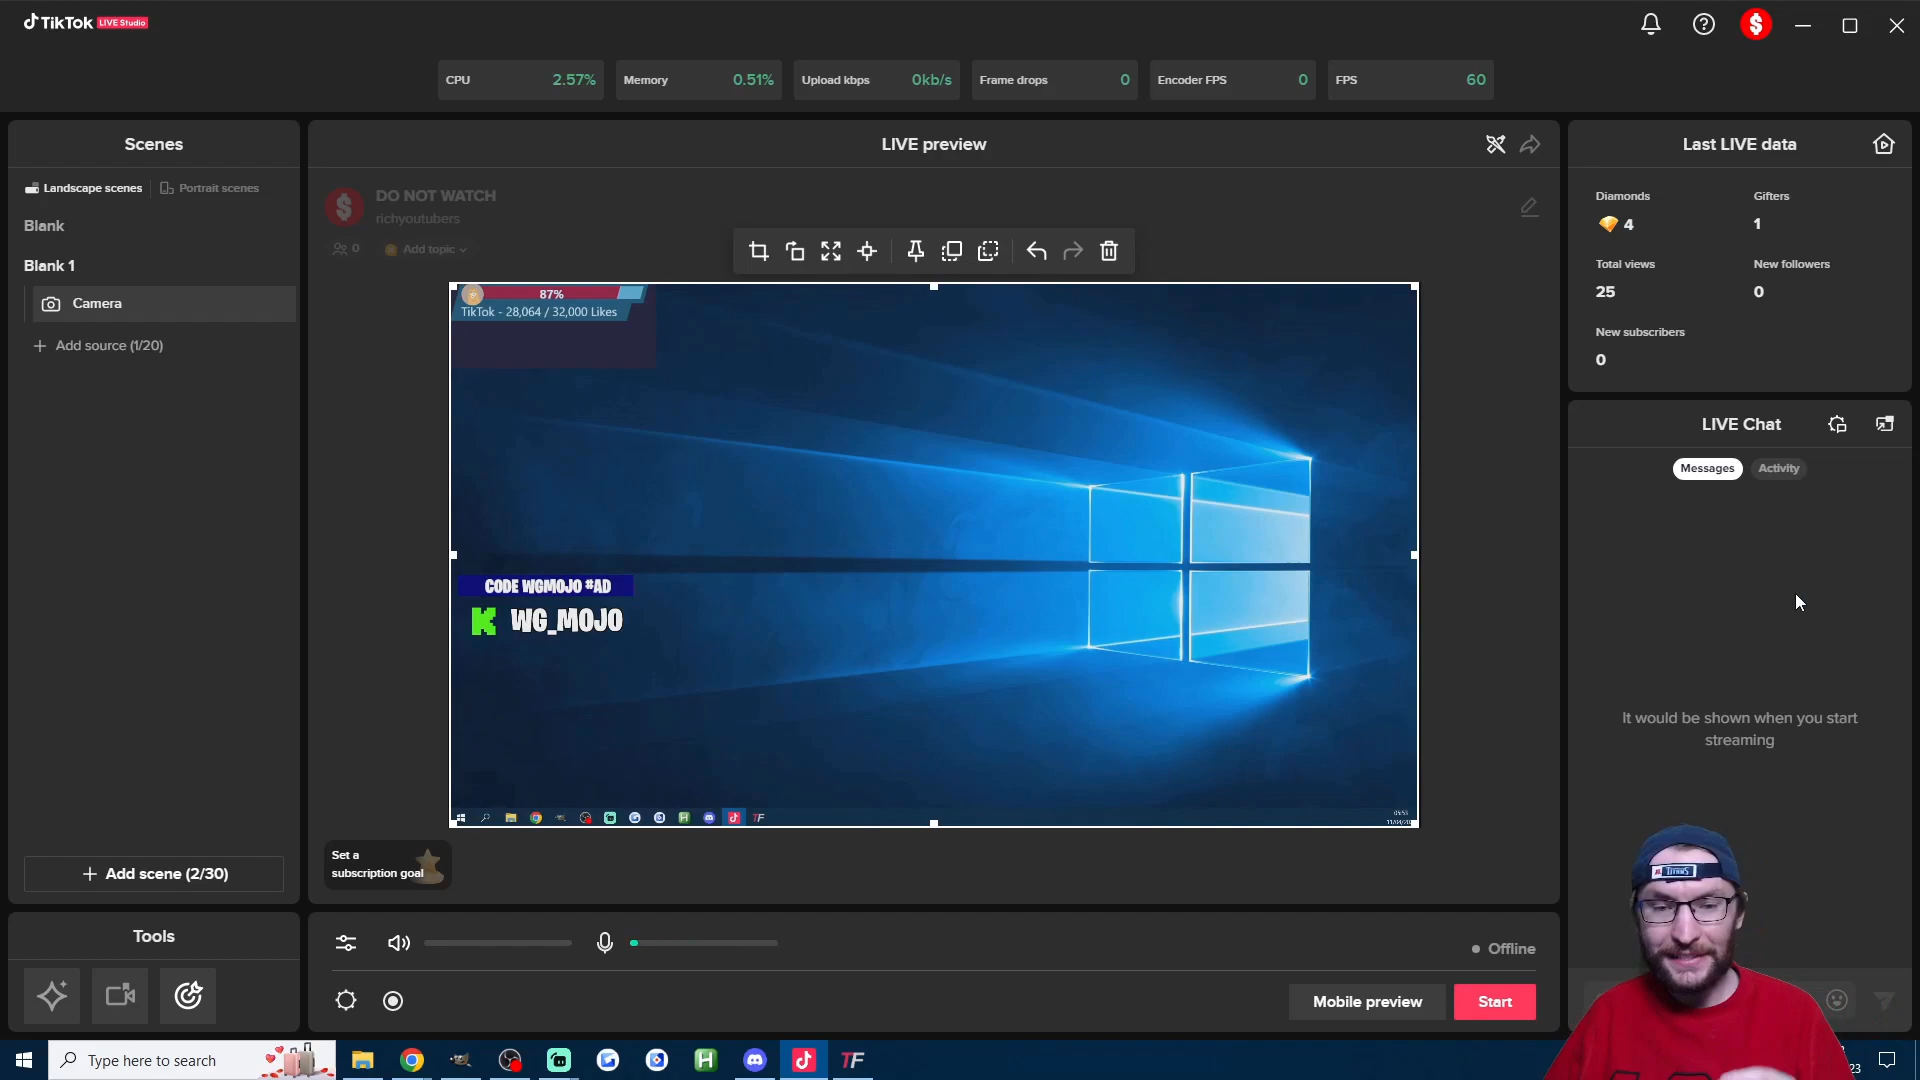 TikTok LIVE Studio
CPU 2.57%
Memory 0.51%
Upload kbps 0kb/s
Frame drops 0
Encoder FPS 0
FPS 60
Scenes
Landscape scenes
Portrait scenes
Blank
Blank 1
Camera
+ Add source (1/20)
+ Add scene (2/30)
Tools
LIVE preview
DO NOT WATCH
richyoutubers
0
Add topic
87%
TikTok - 28,064 / 32,000 Likes
CODE WGMOJO #AD
K WG_MOJO
Set a
subscription goal
Offline
Mobile preview
Start
Last LIVE data
Diamonds
4
Gifters
1
Total views
25
New followers
0
New subscribers
0
LIVE Chat
Messages
Activity
It would be shown when you start
streaming
Type here to search
H
TF
23